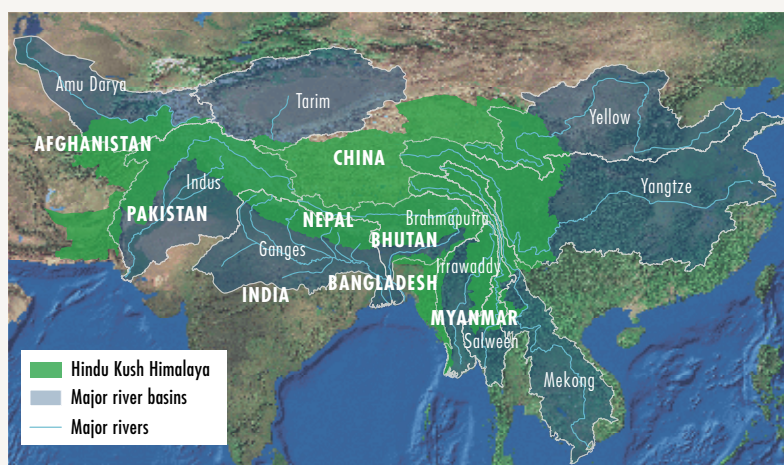 Amu Darya
Tarim
Yellow
AFGHANISTAN
CHINA
Yangtze
Indus
PAKISTAN
NEPAL
Brahmaputra
BHUTAN
Ganges
Irrawaddy
BANGLADESH
INDIA
MYANMAR
Salween
Mekong
Hindu Kush Himalaya
Major river basins
Major rivers